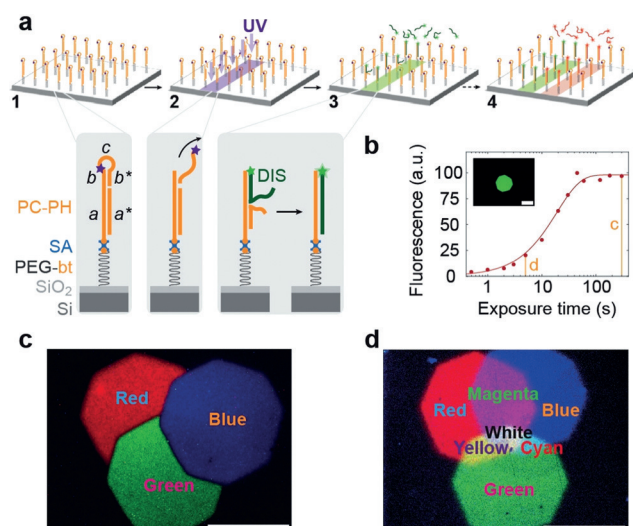 a
UV
1
2
3
4
c
b
b*
a
a*
DIS
PC-PH
SA
PEG-bt
SiO2
Si
b
Fluorescence (a.u.)
100
75
50
25
0
d
c
1
10
100
Exposure time (s)
c
Red
Blue
Green
d
Magenta
Red
Blue
White
Yellow
Cyan
Green